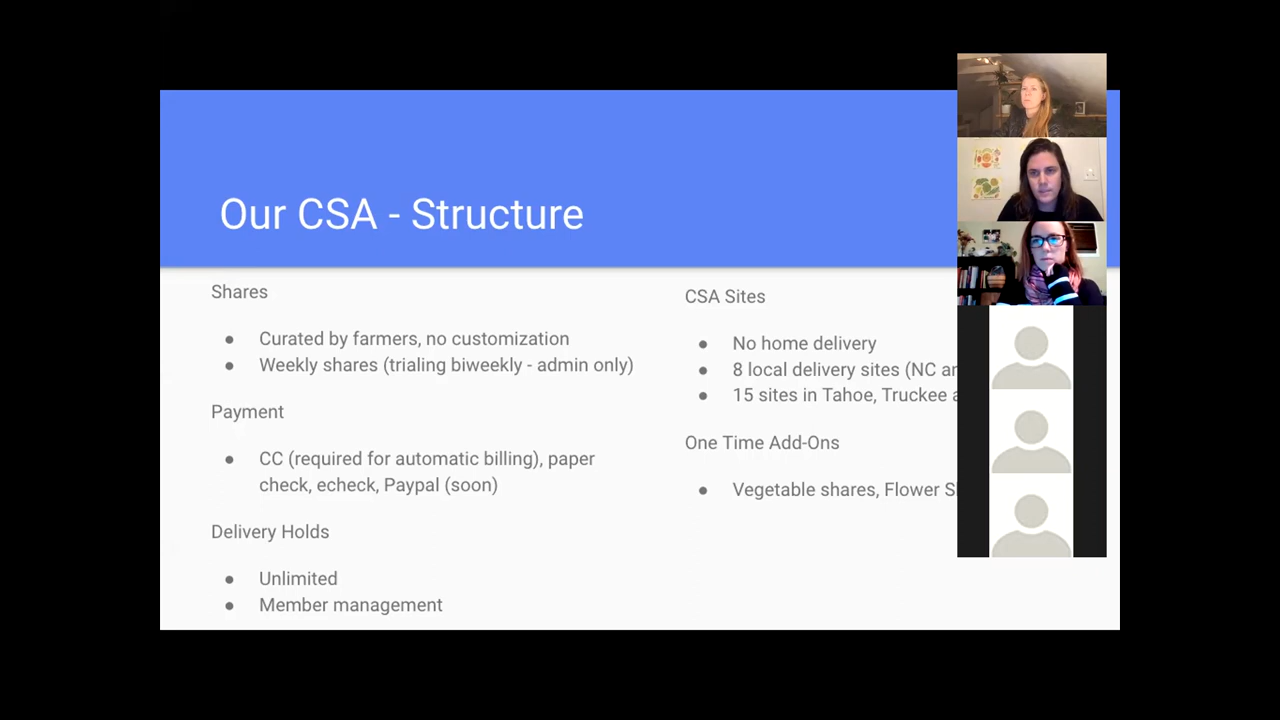 Our CSA - Structure
Shares
● Curated by farmers, no customization
● Weekly shares (trialing biweekly - admin only)
Payment
● CC (required for automatic billing), paper
check, echeck, Paypal (soon)
Delivery Holds
● Unlimited
● Member management
CSA Sites
● No home delivery
● 8 local delivery sites (NC
● 15 sites in Tahoe, Truckee
One Time Add-Ons
● Vegetable shares, Flower